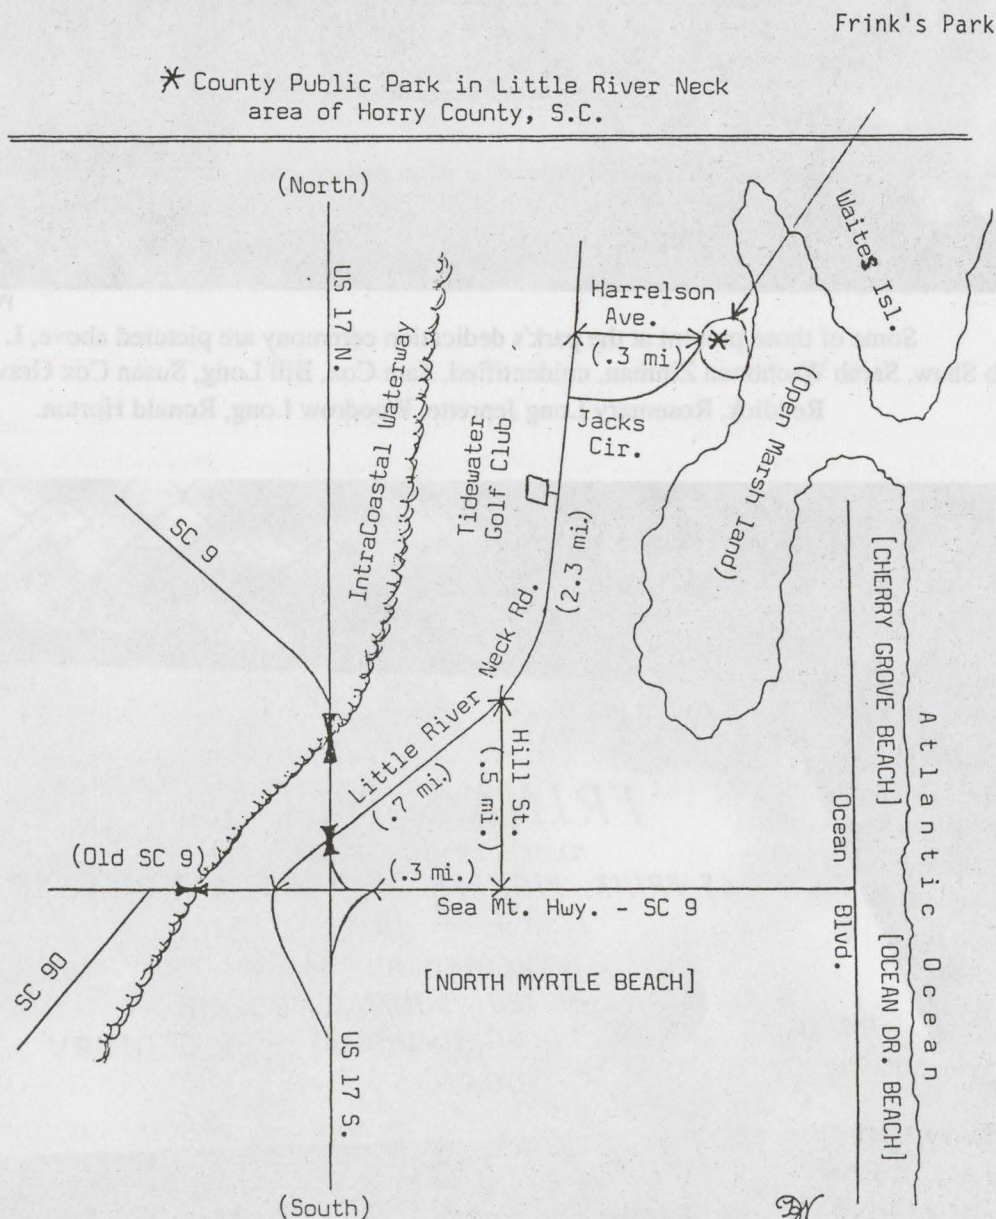 Frink's Park
* County Public Park in Little River Neck
area of Horry County, S.C.
(North)
US 17 N.
IntraCoastal Waterway
Tidewater
Golf Club
Harrelson
Ave.
(.3 mi)
Jacks
Cir.
Waites Isl.
(Open Marsh land)
SC 9
Little River Neck Rd.
(2.3 mi.)
(.7 mi)
Hill St.
(.5 mi.)
[CHERRY GROVE BEACH]
Atlantic Ocean
Ocean Blvd.
(Old SC 9)
(.3 mi.)
Sea Mt. Hwy. - SC 9
SC 90
[NORTH MYRTLE BEACH]
[OCEAN DR. BEACH]
US 17 S.
(South)